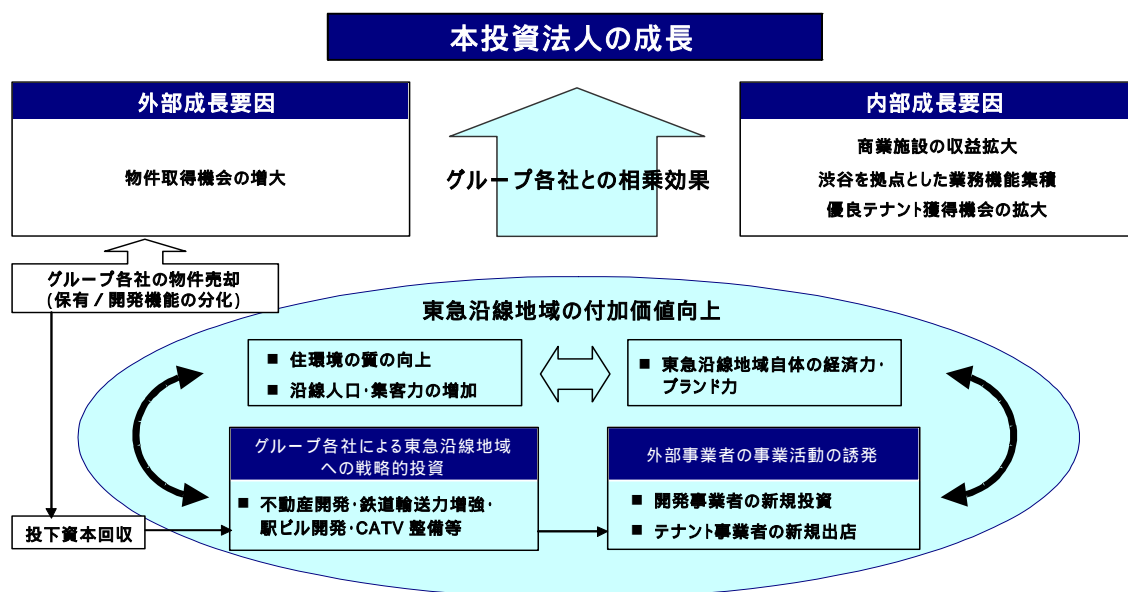 本投資法人の成長
外部成長要因
物件取得機会の増大
グループ各社との相乗効果
内部成長要因
商業施設の収益拡大
渋谷を拠点とした業務機能集積
優良テナント獲得機会の拡大
グループ各社の物件売却
(保有/開発機能の分化)
東急沿線地域の付加価値向上
■ 住環境の質の向上
■ 沿線人口・集客力の増加
■ 東急沿線地域自体の経済力・
ブランド力
グループ各社による東急沿線地域
への戦略的投資
■ 不動産開発・鉄道輸送力増強・
駅ビル開発・CATV 整備等
外部事業者の事業活動の誘発
■ 開発事業者の新規投資
■ テナント事業者の新規出店
投下資本回収